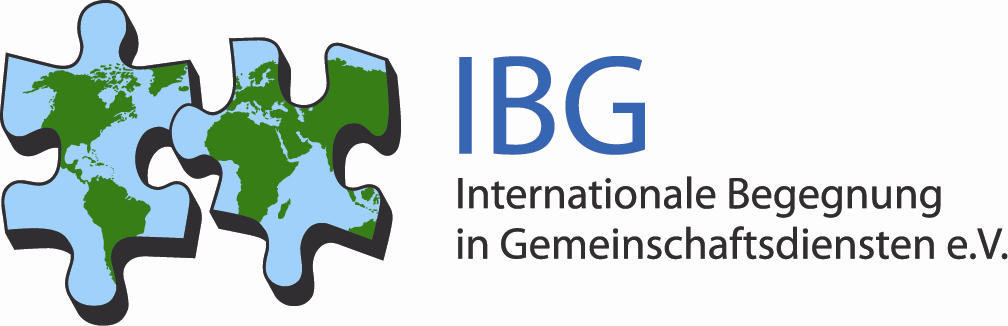 IBG
Internationale Begegnung
in Gemeinschaftsdiensten e.V.